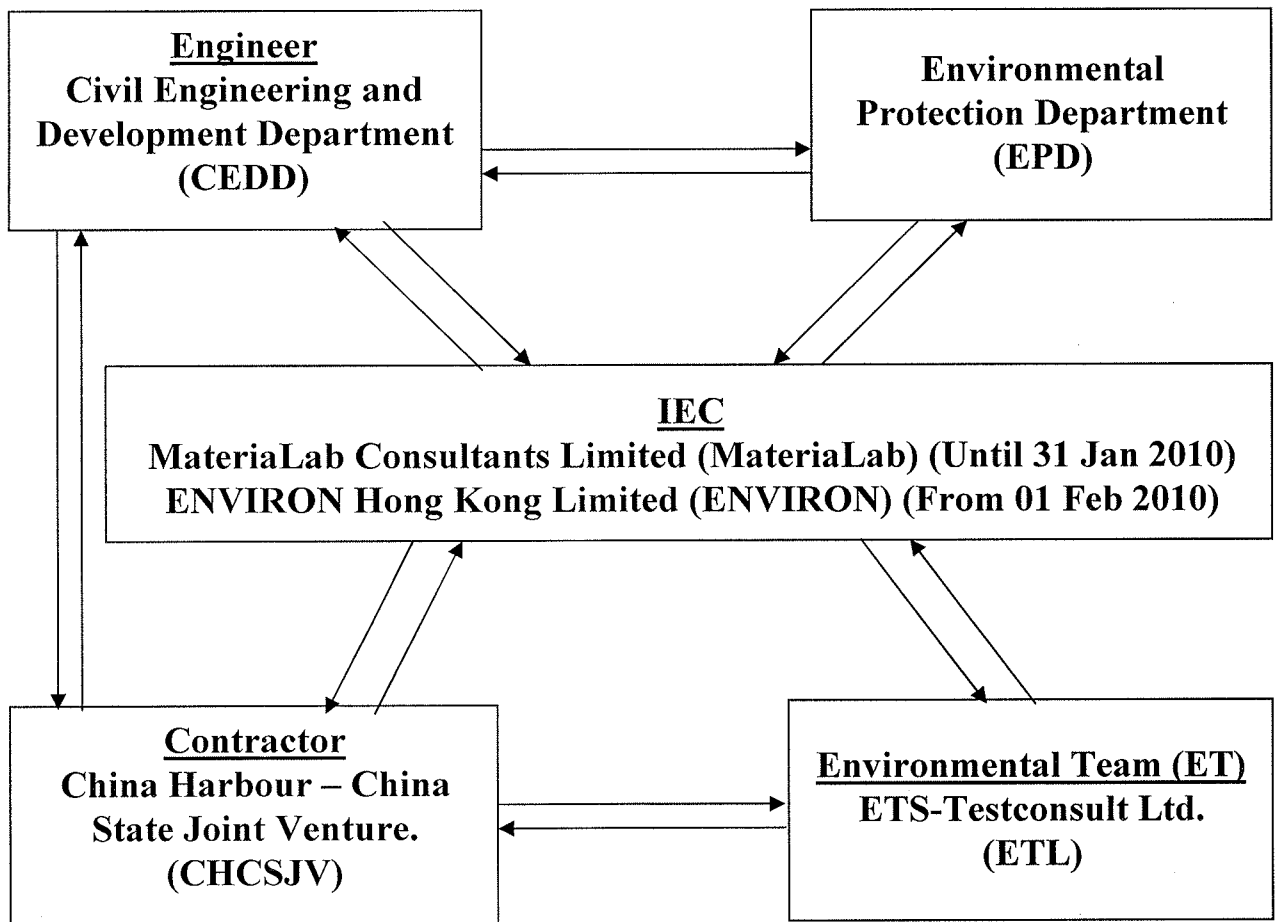 Engineer
Civil Engineering and
Development Department
(CEDD)
Environmental
Protection Department
(EPD)
IEC
MateriaLab Consultants Limited (MateriaLab) (Until 31 Jan 2010)
ENVIRON Hong Kong Limited (ENVIRON) (From 01 Feb 2010)
Contractor
China Harbour – China
State Joint Venture.
(CHCSJV)
Environmental Team (ET)
ETS-Testconsult Ltd.
(ETL)